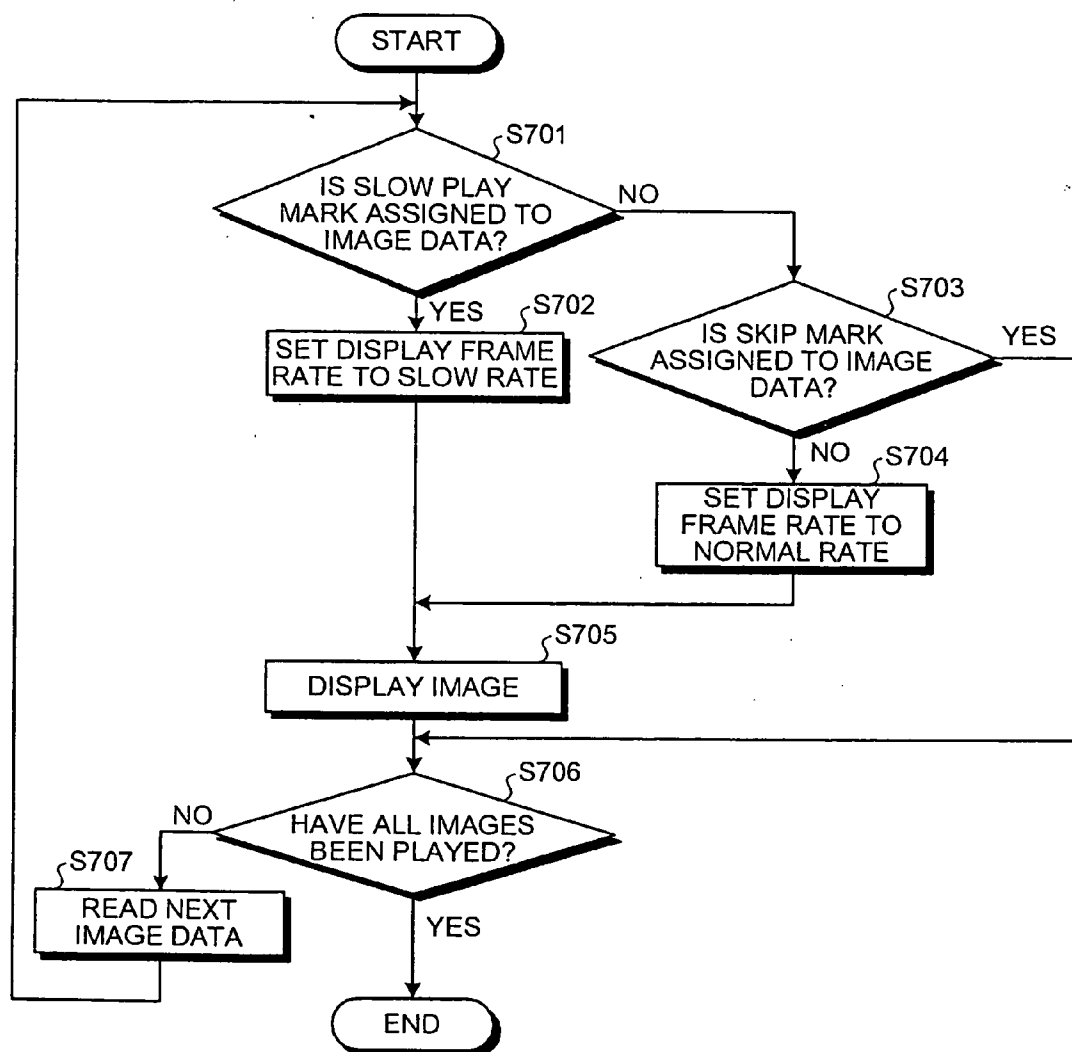 START
S701
IS SLOW PLAY
MARK ASSIGNED TO
IMAGE DATA?
NO
YES
S702
SET DISPLAY FRAME
RATE TO SLOW RATE
S703
IS SKIP MARK
ASSIGNED TO IMAGE
DATA?
YES
NO
S704
SET DISPLAY
FRAME RATE TO
NORMAL RATE
S705
DISPLAY IMAGE
S706
HAVE ALL IMAGES
BEEN PLAYED?
NO
S707
READ NEXT
IMAGE DATA
YES
END